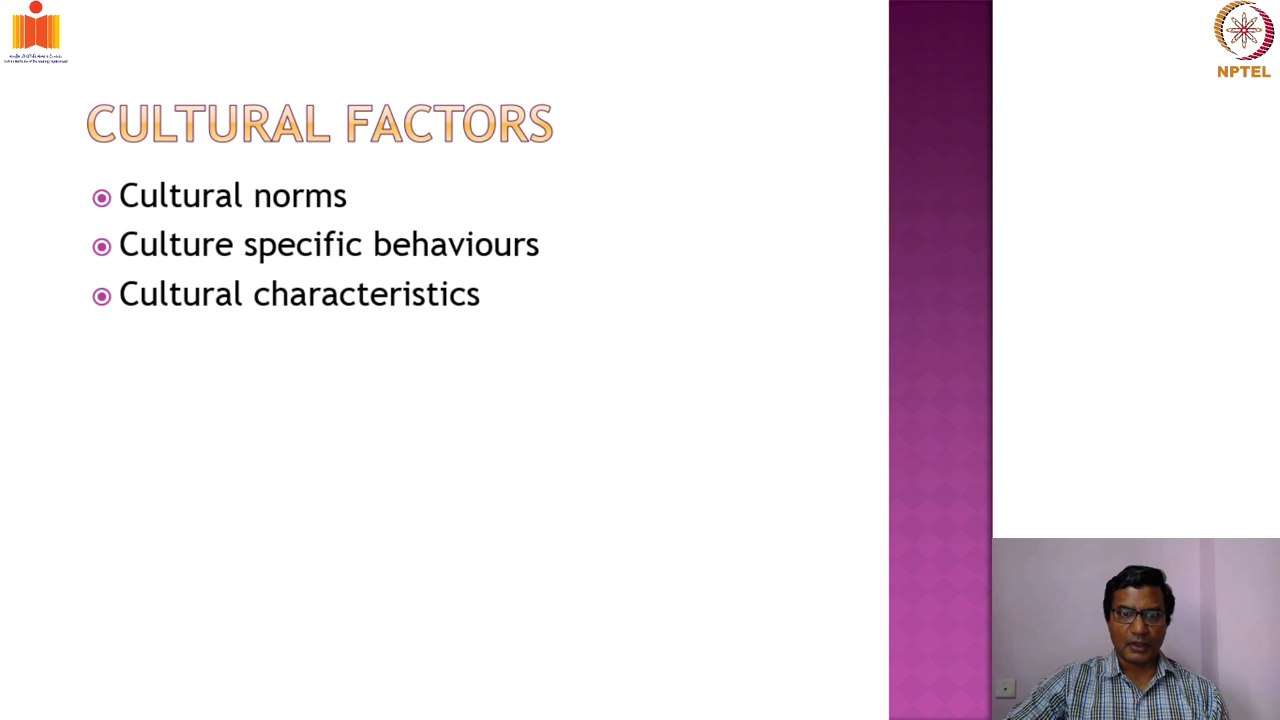 NPTEL
CULTURAL FACTORS
Cultural norms
Culture specific behaviours
Cultural characteristics